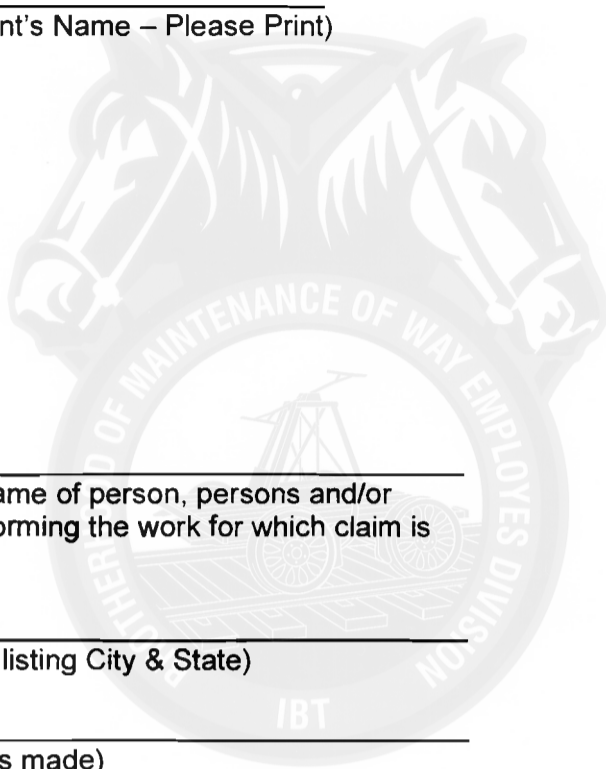 nt's Name – Please Print)
BROTHERHOOD OF MAINTENANCE OF WAY EMPLOYES DIVISION
ame of person, persons and/or
orming the work for which claim is
listing City & State)
IBT
s made)